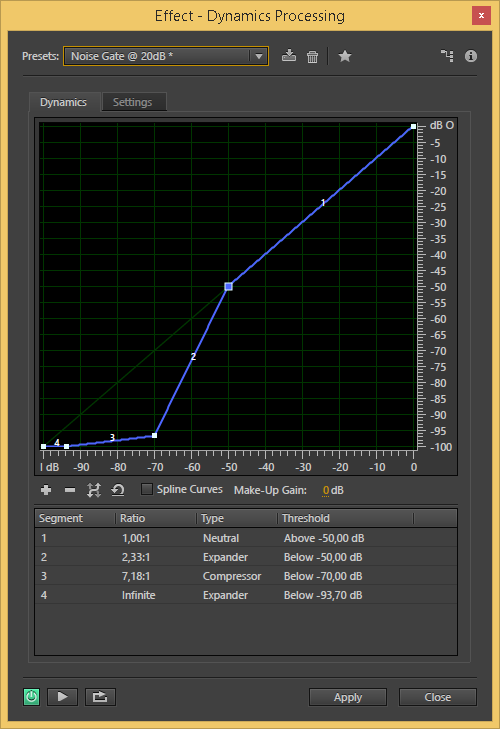 Effect - Dynamics Processing
x
Presets: Noise Gate @ 20dB *
Dynamics Settings
dB O
-5
-10
-15
-20
-25
-30
-35
-40
-45
-50
-55
-60
-65
-70
-75
-80
-85
-90
-95
-100
1
2
3
4
I dB -90 -80 -70 -60 -50 -40 -30 -20 -10 0
Spline Curves Make-Up Gain: 0 dB
Segment Ratio Type Threshold
1 1,00:1 Neutral Above -50,00 dB
2 2,33:1 Expander Below -50,00 dB
3 7,18:1 Compressor Below -70,00 dB
4 Infinite Expander Below -93,70 dB
Apply Close